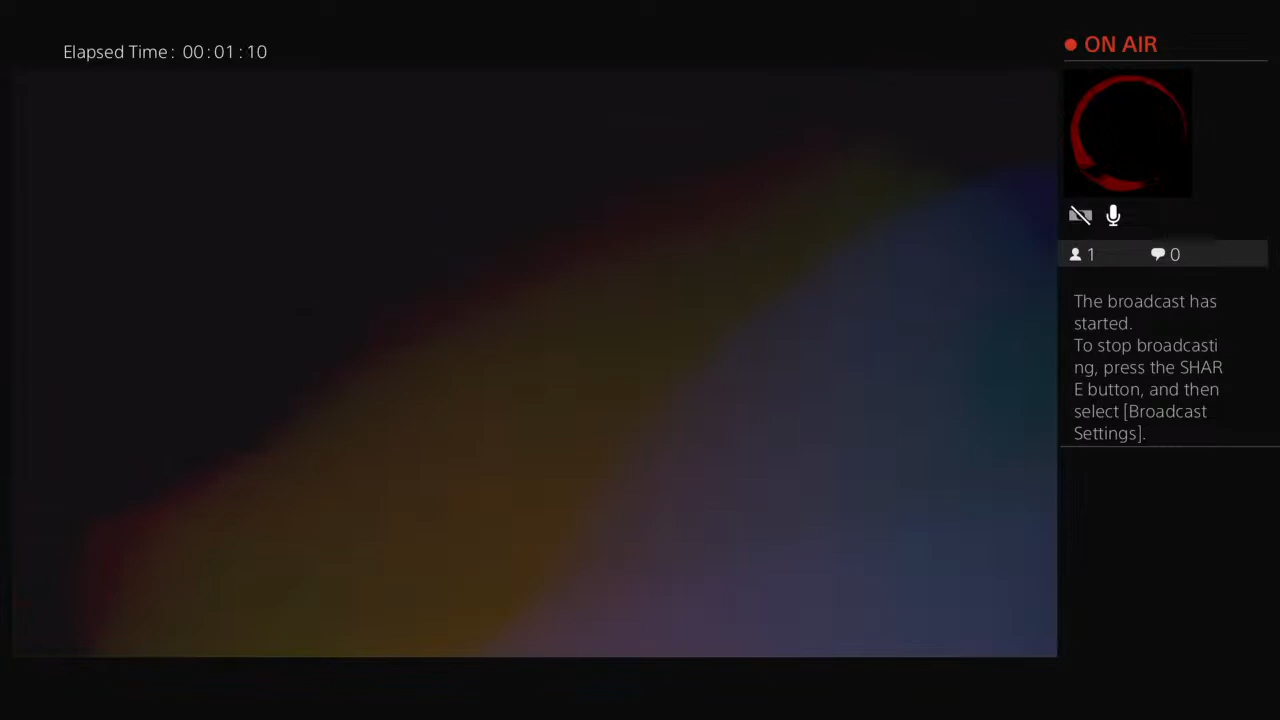 Elapsed Time: 00:01:10
ON AIR
1
0
The broadcast has
started.
To stop broadcasti
ng, press the SHAR
E button, and then
select [Broadcast
Settings].